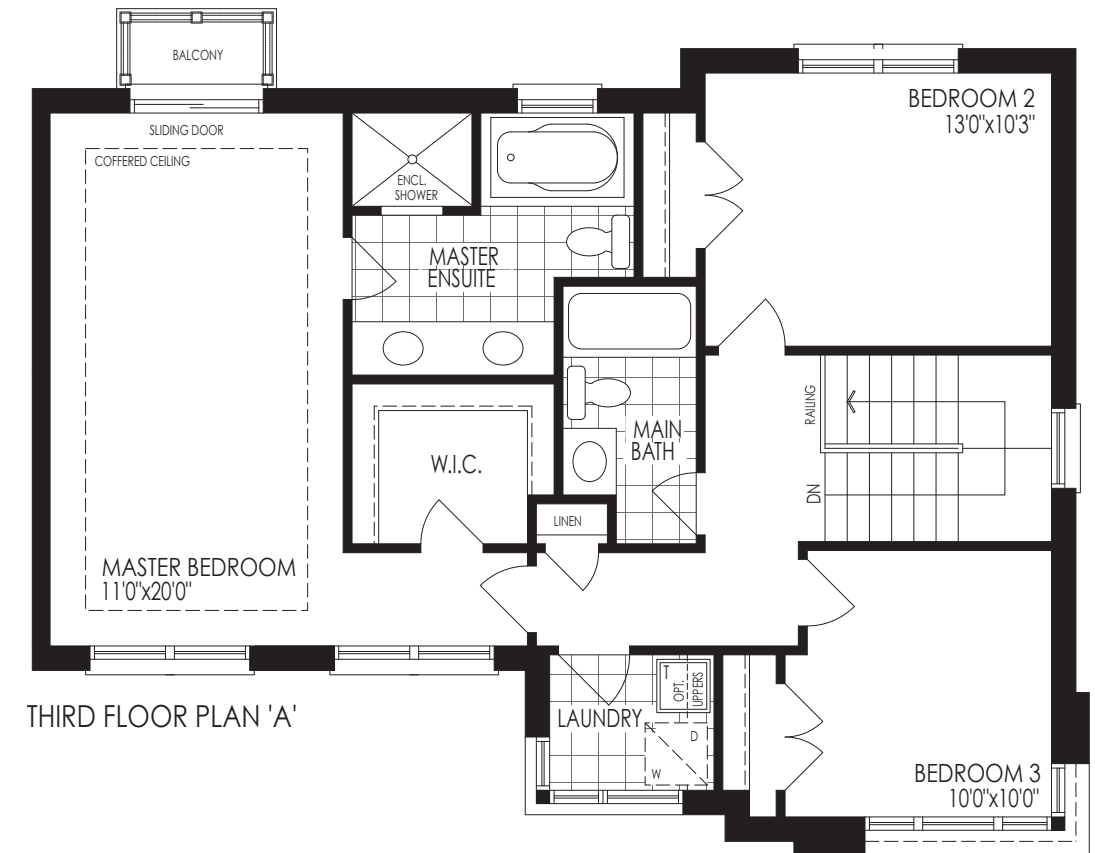 BALCONY
SLIDING DOOR
COFFERED CEILING
ENCL.
SHOWER
MASTER
ENSUITE
BEDROOM 2
13'0"x10'3"
W.I.C.
MAIN
BATH
RAILING
DN
LINEN
MASTER BEDROOM
11'0"x20'0"
T
OPT.
UPPERS
LAUNDRY
D
W
BEDROOM 3
10'0"x10'0"
THIRD FLOOR PLAN 'A'